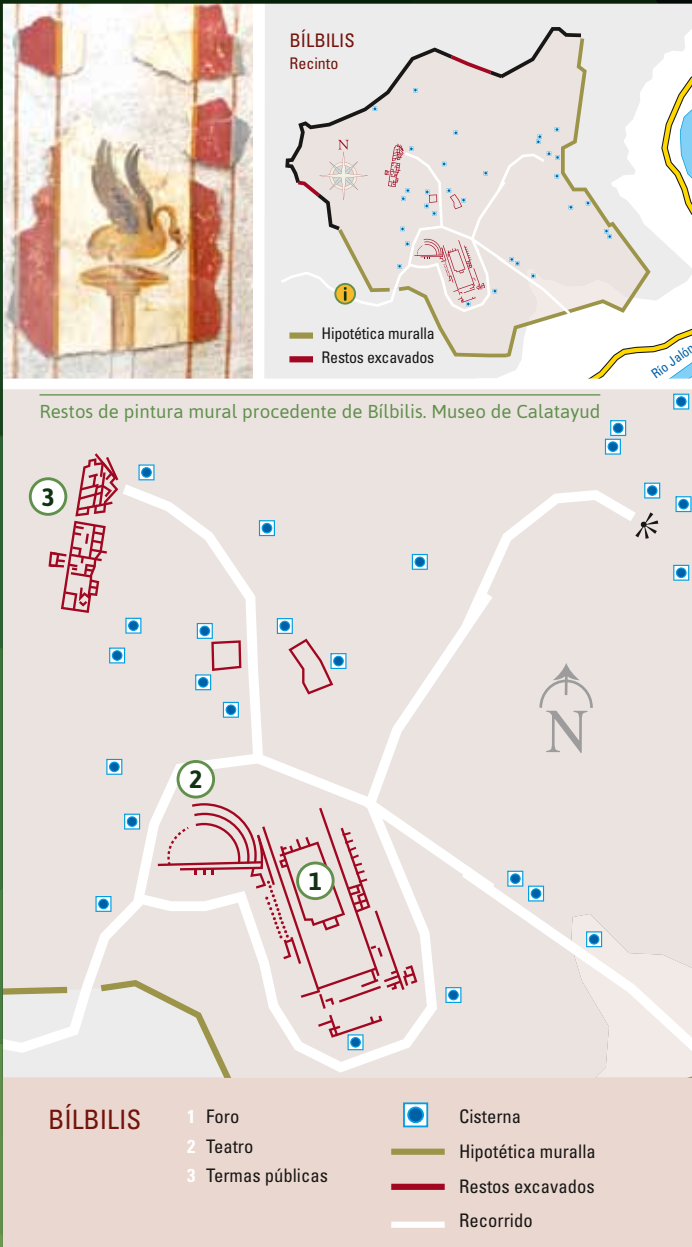 BÍLBILIS
Recinto
N
i
Hipotética muralla
Restos excavados
Río Jalón
Restos de pintura mural procedente de Bílbilis. Museo de Calatayud
3
2
1
N
BÍLBILIS
1 Foro
2 Teatro
3 Termas públicas
Cisterna
Hipotética muralla
Restos excavados
Recorrido